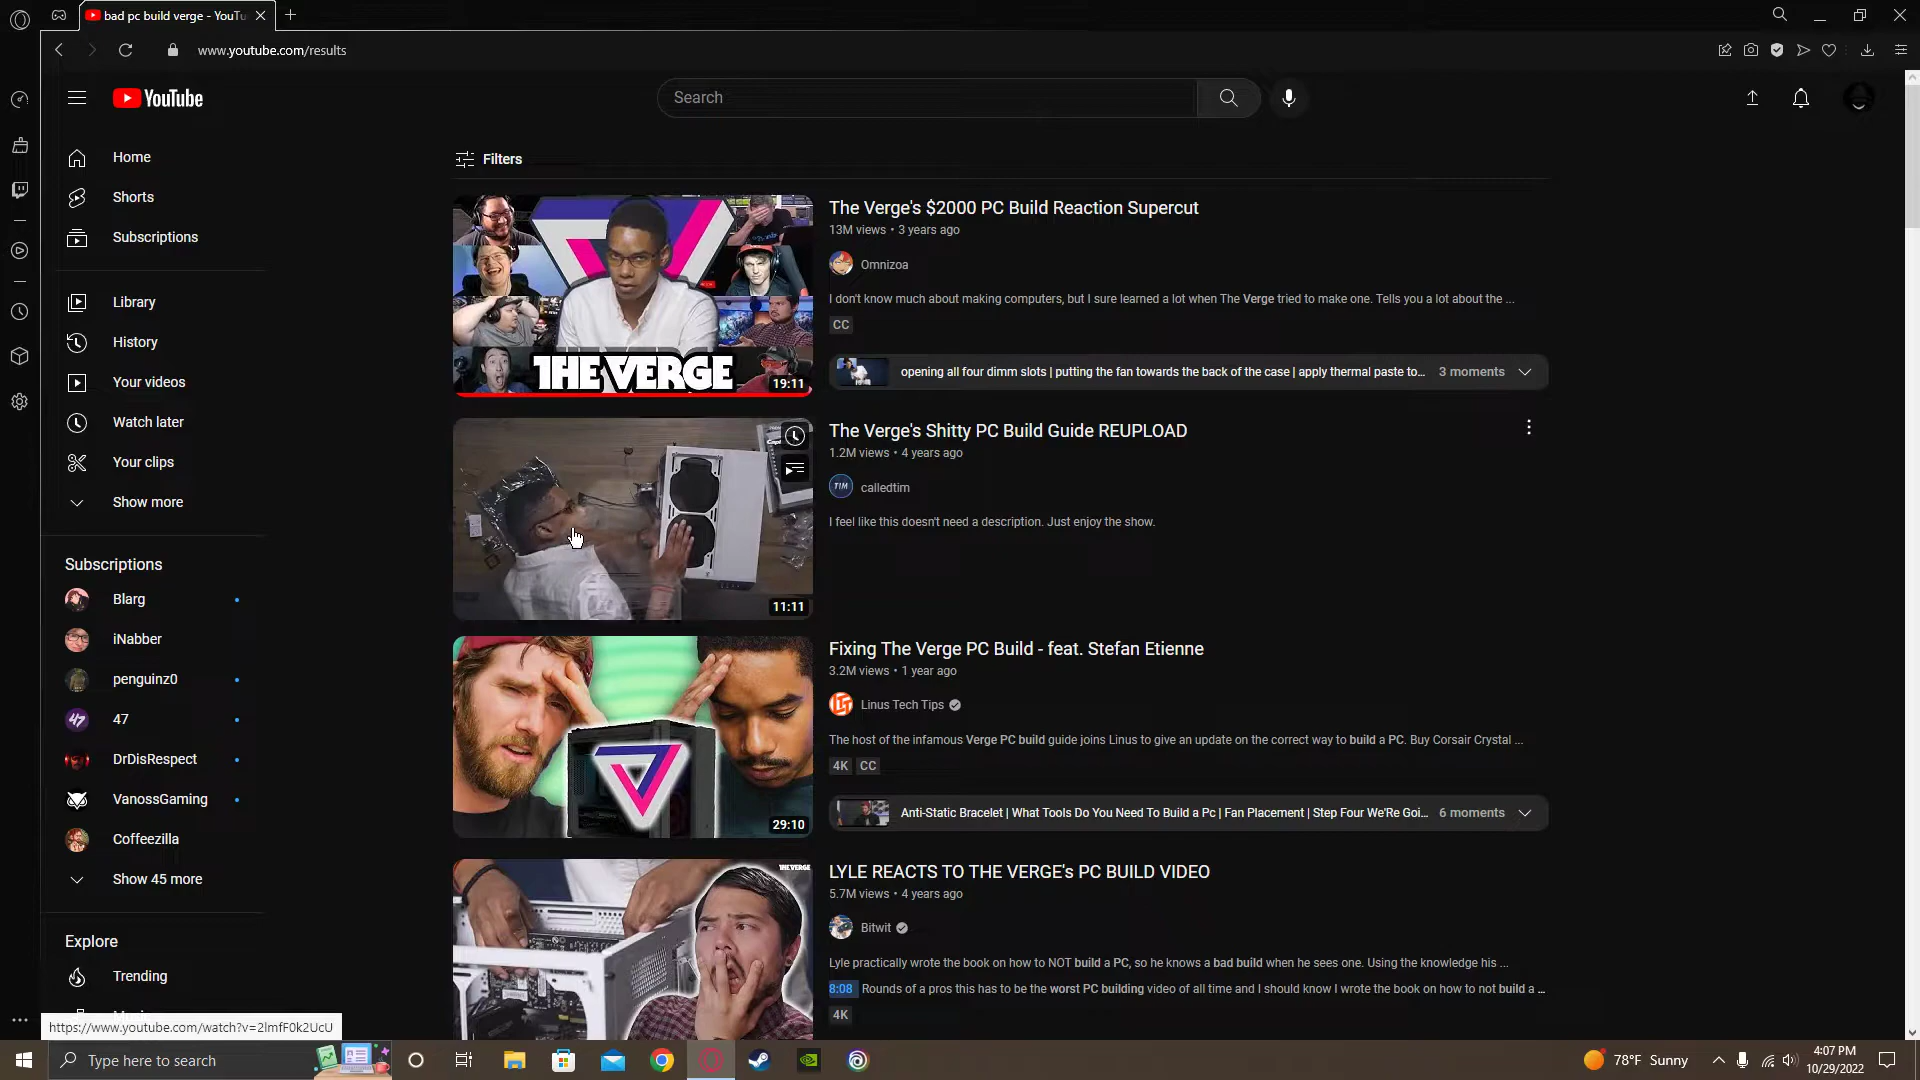 bad pc build verge - YouTu
www.youtube.com/results
YouTube
Search
Home
Shorts
Subscriptions
Library
History
Your videos
Watch later
Your clips
Show more
Subscriptions
Blarg
iNabber
penguinz0
47
DrDisRespect
VanossGaming
Coffeezilla
Show 45 more
Explore
Trending
https://www.youtube.com/watch?v=2lmfF0k2UcU
Filters
THE VERGE
19:11
The Verge's $2000 PC Build Reaction Supercut
13M views • 3 years ago
Omnizoa
I don't know much about making computers, but I sure learned a lot when The Verge tried to make one. Tells you a lot about the ...
CC
opening all four dimm slots | putting the fan towards the back of the case | apply thermal paste to... 3 moments
11:11
The Verge's Shitty PC Build Guide REUPLOAD
1.2M views • 4 years ago
TIM calledtim
I feel like this doesn't need a description. Just enjoy the show.
29:10
Fixing The Verge PC Build - feat. Stefan Etienne
3.2M views • 1 year ago
Linus Tech Tips
The host of the infamous Verge PC build guide joins Linus to give an update on the correct way to build a PC. Buy Corsair Crystal ...
4K CC
Anti-Static Bracelet | What Tools Do You Need To Build a Pc | Fan Placement | Step Four We'Re Goi... 6 moments
THE VERGE
LYLE REACTS TO THE VERGE's PC BUILD VIDEO
5.7M views • 4 years ago
Bitwit
Lyle practically wrote the book on how to NOT build a PC, so he knows a bad build when he sees one. Using the knowledge his ...
8:08 Rounds of a pros this has to be the worst PC building video of all time and I should know I wrote the book on how to not build a ...
4K
Type here to search
78°F Sunny
4:07 PM
10/29/2022